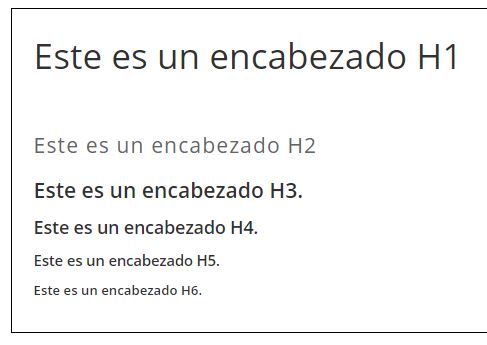 Este es un encabezado H1
Este es un encabezado H2
Este es un encabezado H3.
Este es un encabezado H4.
Este es un encabezado H5.
Este es un encabezado H6.